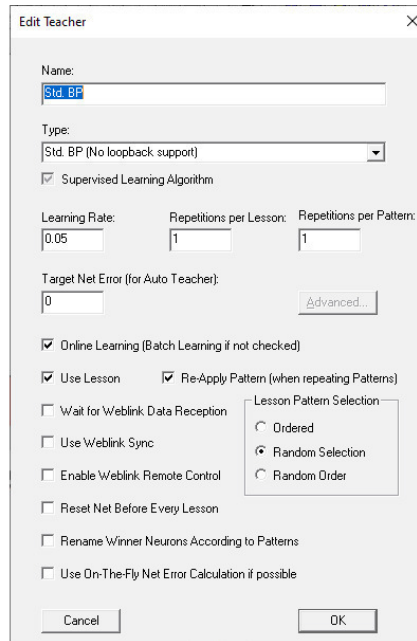 Edit Teacher
Name:
Std. BP
Type:
Std. BP (No loopback support)
Supervised Learning Algorithm
Learning Rate: Repetitions per Lesson: Repetitions per Pattern:
0.05 1 1
Target Net Error (for Auto Teacher):
0 Advanced...
Online Learning (Batch Learning if not checked)
Use Lesson Re-Apply Pattern (when repeating Patterns)
Wait for Weblink Data Reception
Use Weblink Sync
Enable Weblink Remote Control
Lesson Pattern Selection
Ordered
Random Selection
Random Order
Reset Net Before Every Lesson
Rename Winner Neurons According to Patterns
Use On-The-Fly Net Error Calculation if possible
Cancel OK